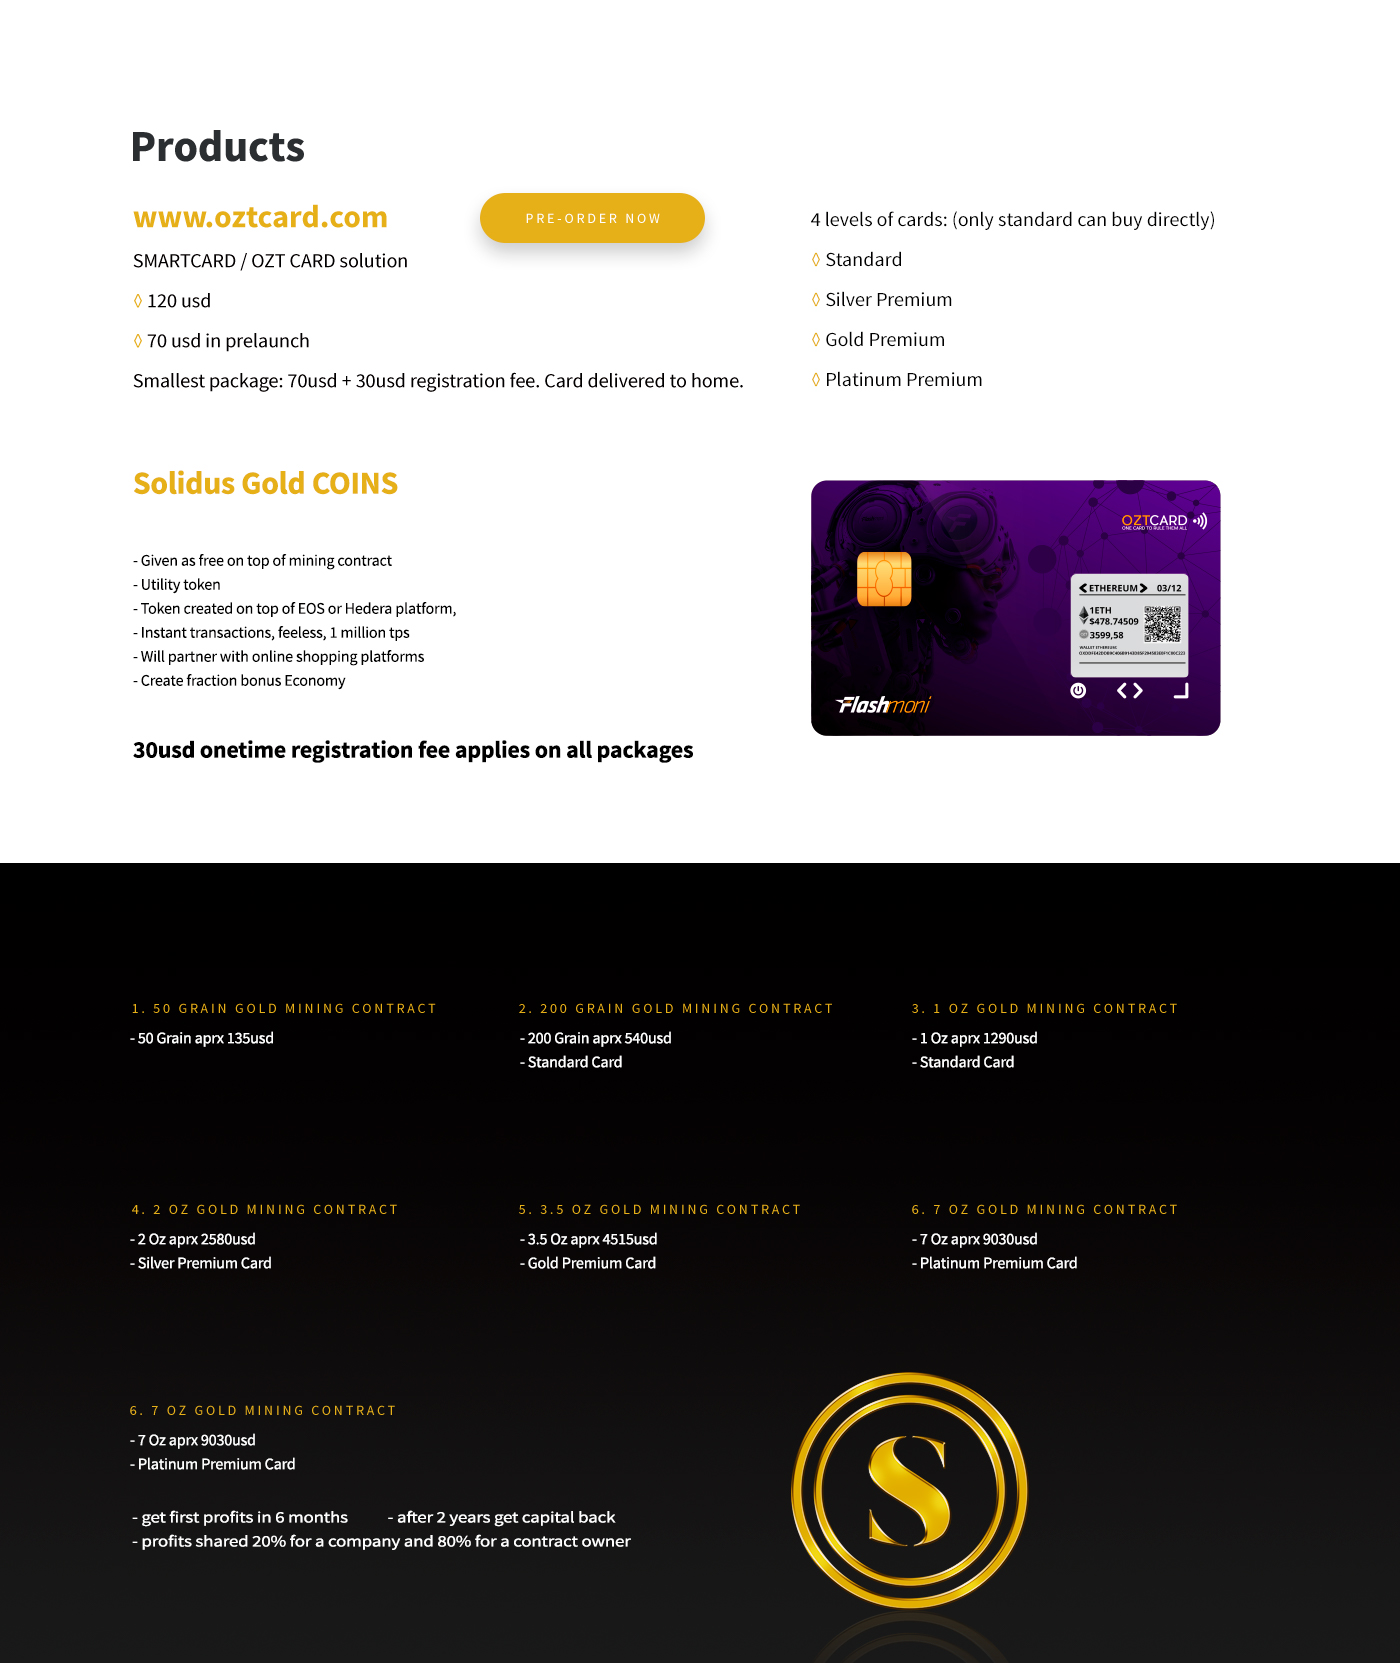 Products
www.oztcard.com
PRE-ORDER NOW
SMARTCARD / OZT CARD solution
◊ 120 usd
◊ 70 usd in prelaunch
Smallest package: 70usd + 30usd registration fee. Card delivered to home.
4 levels of cards: (only standard can buy directly)
◊ Standard
◊ Silver Premium
◊ Gold Premium
◊ Platinum Premium
Solidus Gold COINS
- Given as free on top of mining contract
- Utility token
- Token created on top of EOS or Hedera platform,
- Instant transactions, feeless, 1 million tps
- Will partner with online shopping platforms
- Create fraction bonus Economy
30usd onetime registration fee applies on all packages
OZTCARD
ONE CARD TO RULE THEM ALL
ETHEREUM 03/12
1ETH
$478.74509
3599,58
WALLET ETHEREUM:
Flashmoni
1. 50 GRAIN GOLD MINING CONTRACT
- 50 Grain aprx 135usd
2. 200 GRAIN GOLD MINING CONTRACT
- 200 Grain aprx 540usd
- Standard Card
3. 1 OZ GOLD MINING CONTRACT
- 1 Oz aprx 1290usd
- Standard Card
4. 2 OZ GOLD MINING CONTRACT
- 2 Oz aprx 2580usd
- Silver Premium Card
5. 3.5 OZ GOLD MINING CONTRACT
- 3.5 Oz aprx 4515usd
- Gold Premium Card
6. 7 OZ GOLD MINING CONTRACT
- 7 Oz aprx 9030usd
- Platinum Premium Card
6. 7 OZ GOLD MINING CONTRACT
- 7 Oz aprx 9030usd
- Platinum Premium Card
- get first profits in 6 months - after 2 years get capital back
- profits shared 20% for a company and 80% for a contract owner
S